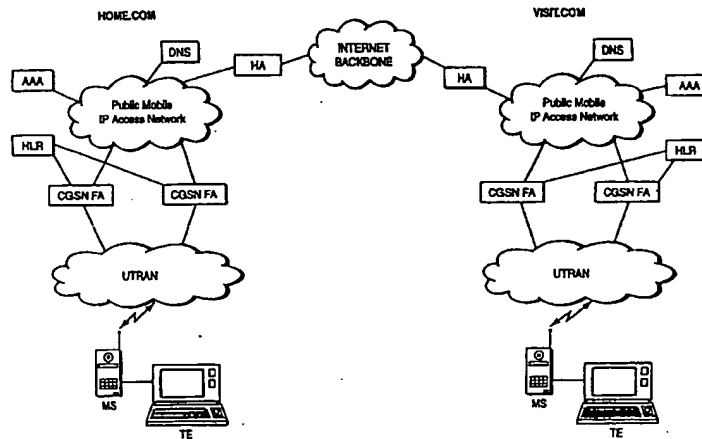 HOME.COM
VISIT.COM
DNS
HA
INTERNET
BACKBONE
HA
DNS
AAA
Public Mobile
IP Access Network
Public Mobile
IP Access Network
AAA
HLR
HLR
CGSN FA
CGSN FA
CGSN FA
CGSN FA
UTRAN
UTRAN
MS
TE
MS
TE